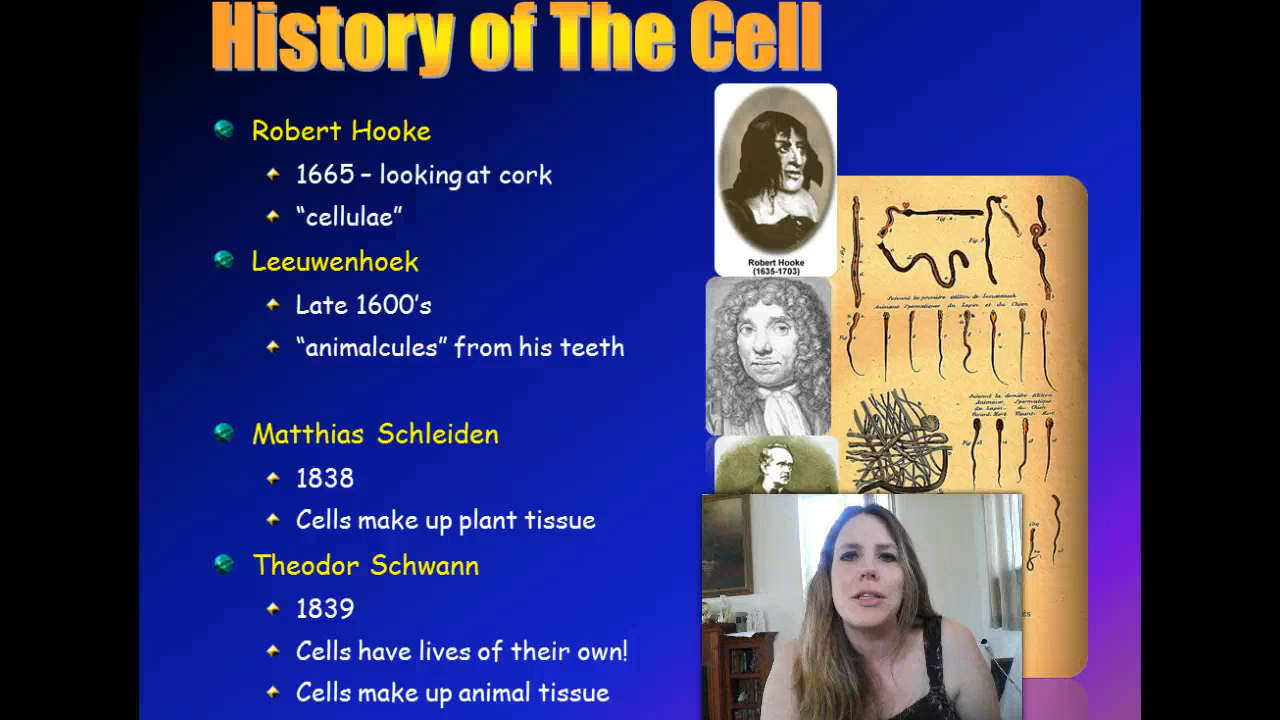 History of The Cell
Robert Hooke
1665 – looking at cork
“cellulae”
Leeuwenhoek
Late 1600's
“animalcules” from his teeth
Matthias Schleiden
1838
Cells make up plant tissue
Theodor Schwann
1839
Cells have lives of their own!
Cells make up animal tissue
Robert Hooke
(1635-1703)